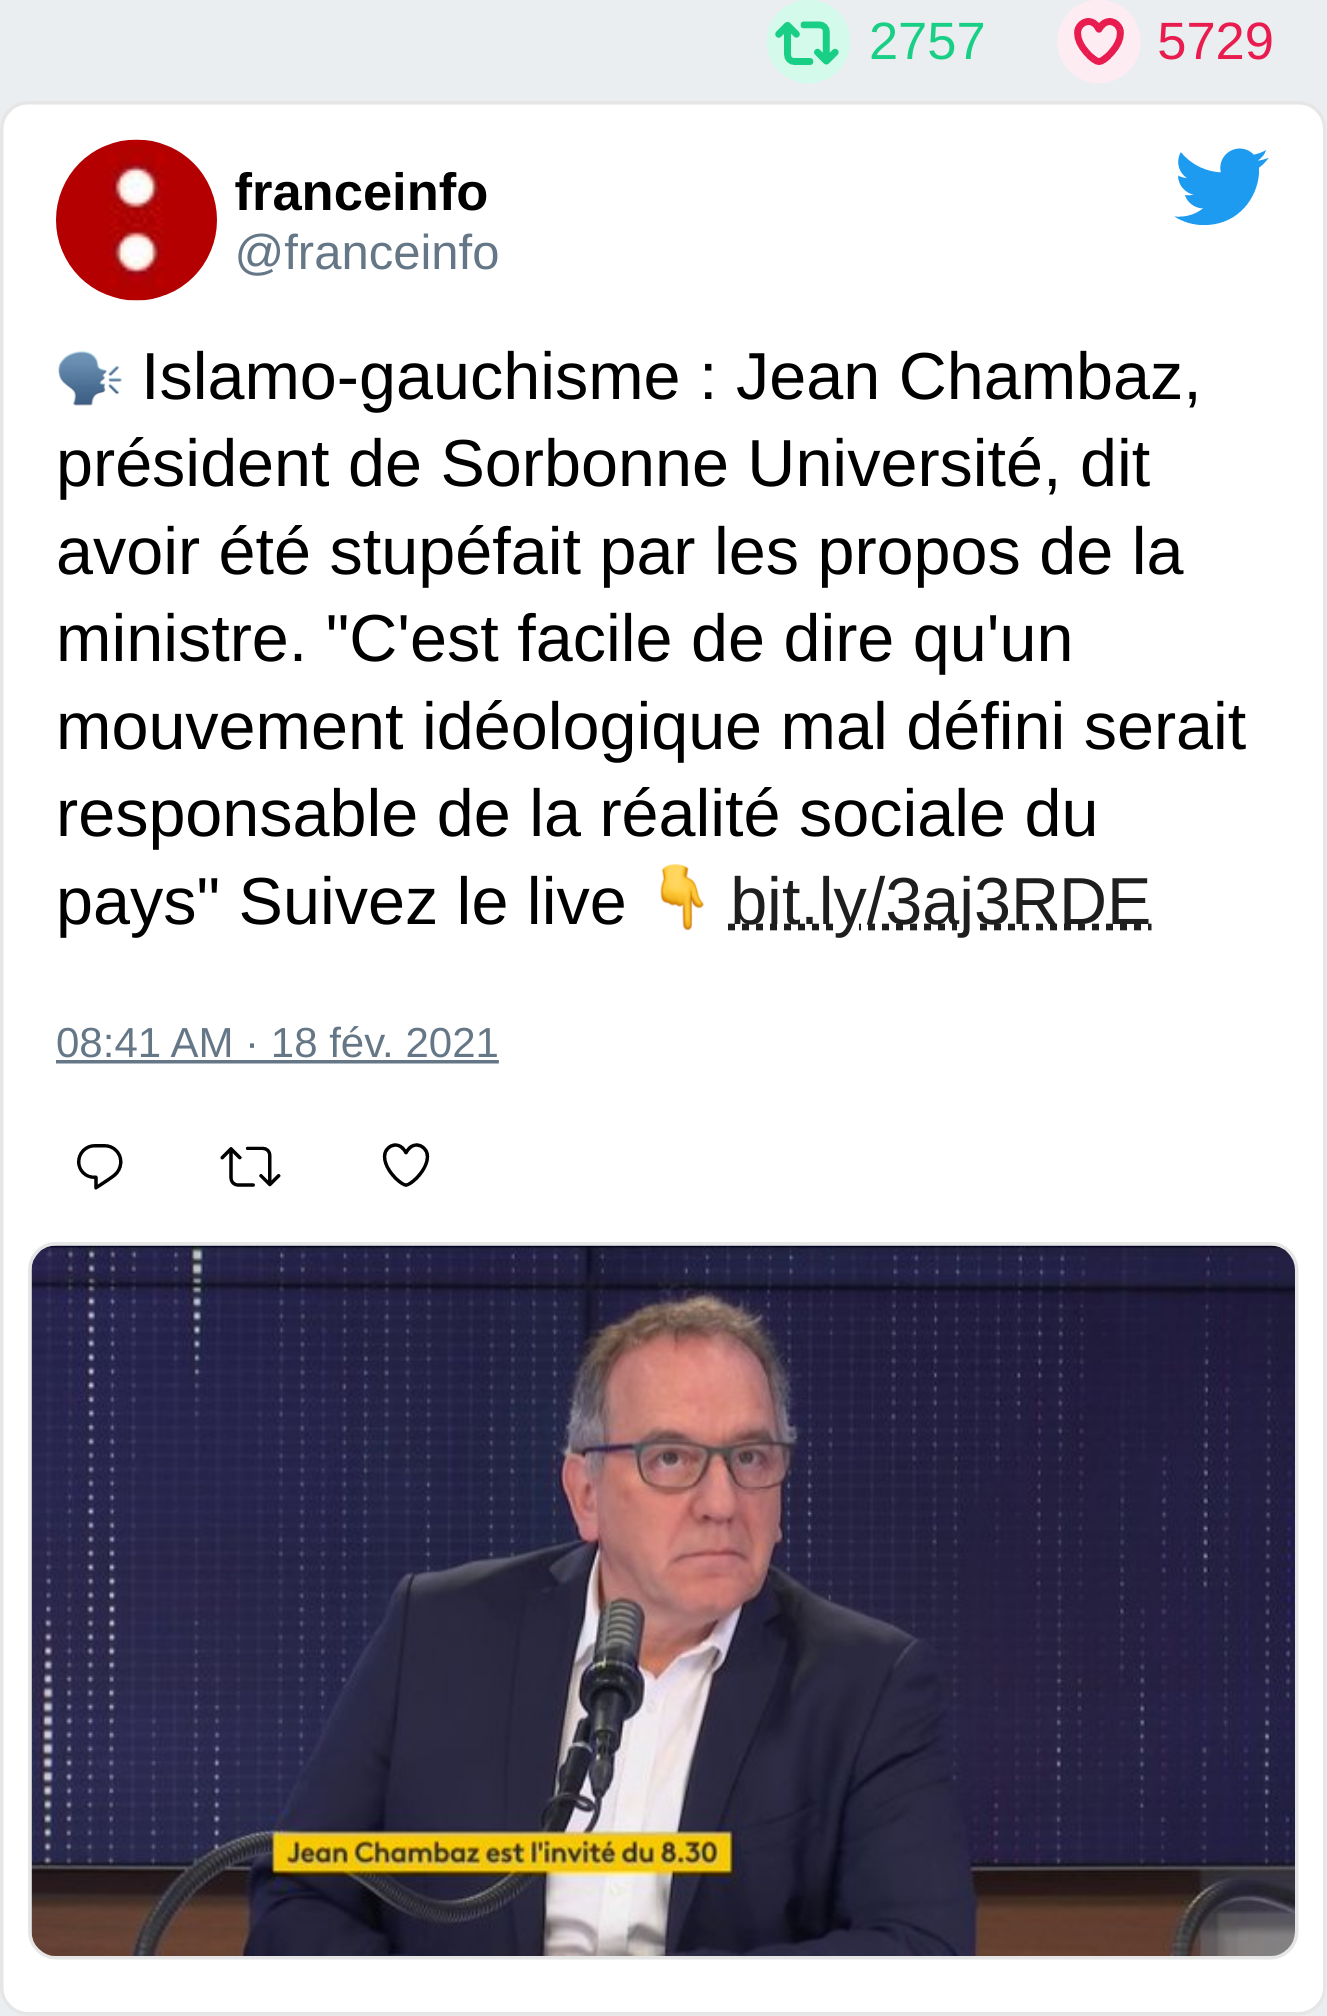 2757 5729
franceinfo
@franceinfo
🗣 Islamo-gauchisme : Jean Chambaz,
président de Sorbonne Université, dit
avoir été stupéfait par les propos de la
ministre. "C'est facile de dire qu'un
mouvement idéologique mal défini serait
responsable de la réalité sociale du
pays" Suivez le live 👇 bit.ly/3aj3RDE
08:41 AM · 18 fév. 2021
Jean Chambaz est l'invité du 8.30